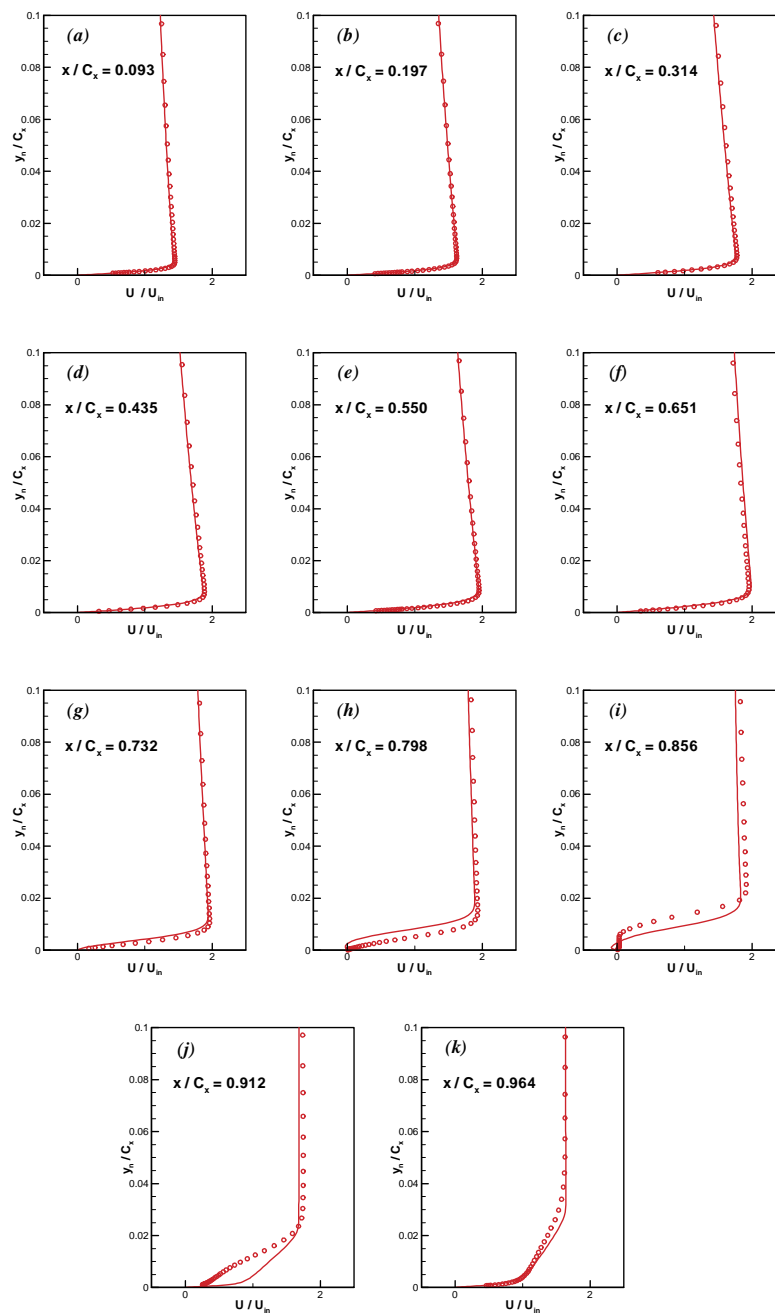 (a)
x / Cx = 0.093
yn / Cx
0.1
0.08
0.06
0.04
0.02
0
0 2
U / Uin
(b)
x / Cx = 0.197
yn / Cx
0.1
0.08
0.06
0.04
0.02
0
0 2
U / Uin
(c)
x / Cx = 0.314
yn / Cx
0.1
0.08
0.06
0.04
0.02
0
0 2
U / Uin
(d)
x / Cx = 0.435
yn / Cx
0.1
0.08
0.06
0.04
0.02
0
0 2
U / Uin
(e)
x / Cx = 0.550
yn / Cx
0.1
0.08
0.06
0.04
0.02
0
0 2
U / Uin
(f)
x / Cx = 0.651
yn / Cx
0.1
0.08
0.06
0.04
0.02
0
0 2
U / Uin
(g)
x / Cx = 0.732
yn / Cx
0.1
0.08
0.06
0.04
0.02
0
0 2
U / Uin
(h)
x / Cx = 0.798
yn / Cx
0.1
0.08
0.06
0.04
0.02
0
0 2
U / Uin
(i)
x / Cx = 0.856
yn / Cx
0.1
0.08
0.06
0.04
0.02
0
0 2
U / Uin
(j)
x / Cx = 0.912
yn / Cx
0.1
0.08
0.06
0.04
0.02
0
0 2
U / Uin
(k)
x / Cx = 0.964
yn / Cx
0.1
0.08
0.06
0.04
0.02
0
0 2
U / Uin